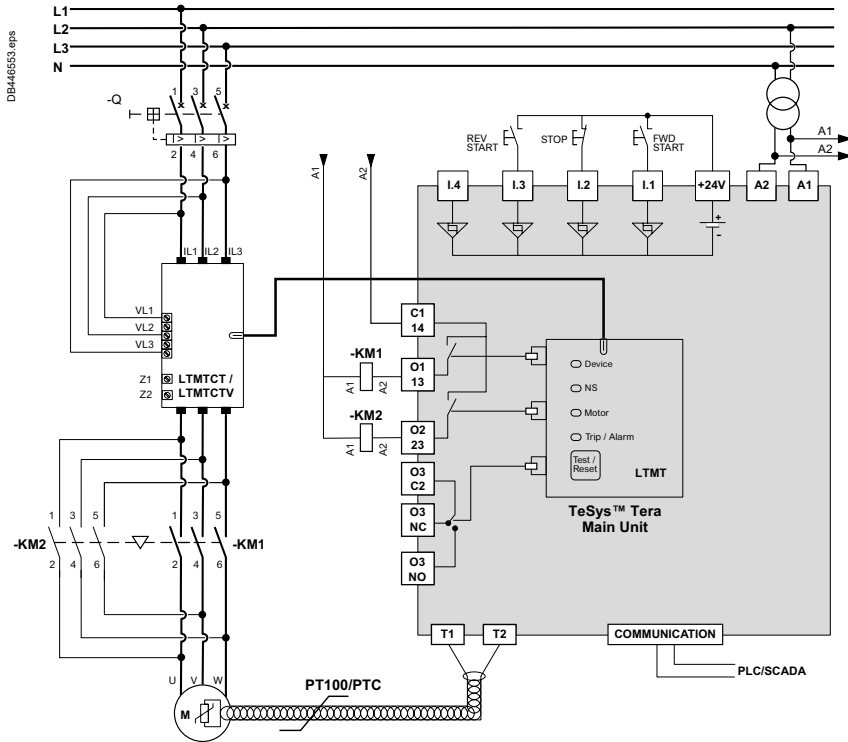 DB446553.eps
L1
L2
L3
N
-Q
1 3 5
I> I> I>
2 4 6
A1
A2
REV START
STOP
FWD START
A1
A2
I.4 I.3 I.2 I.1 +24V A2 A1
+
-
IL1 IL2 IL3
VL1
VL2
VL3
Z1
Z2
LTMTCT /
LTMTCTV
C1
14
-KM1
A1 A2
O1
13
-KM2
A1 A2
O2
23
O3
C2
O3
NC
O3
NO
Device
NS
Motor
Trip / Alarm
Test /
Reset
LTMT
TeSys™ Tera
Main Unit
1 3 5 1 3 5
-KM2 -KM1
2 4 6 2 4 6
T1 T2 COMMUNICATION
PLC/SCADA
U V W
M
PT100/PTC